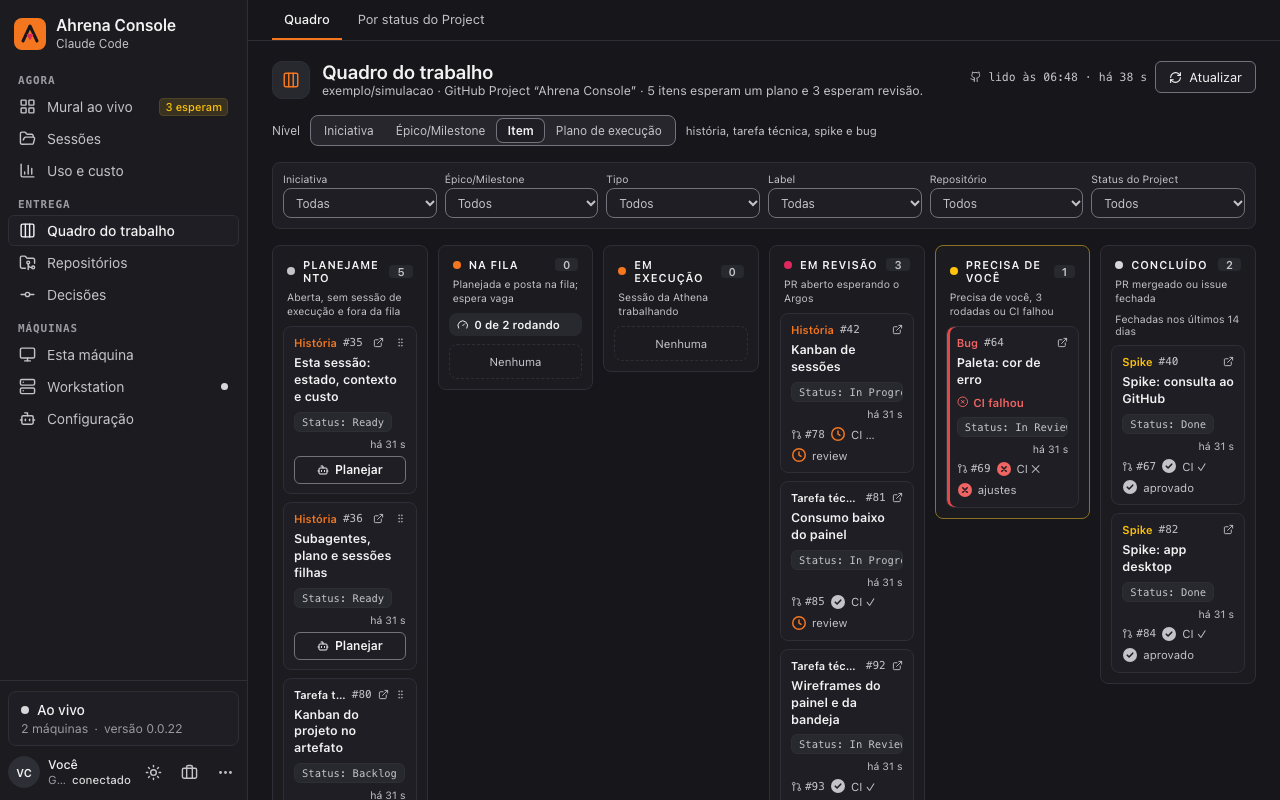 Ahrena Console
Claude Code
AGORA
Mural ao vivo
3 esperam
Sessões
Uso e custo
ENTREGA
Quadro do trabalho
Repositórios
Decisões
MÁQUINAS
Esta máquina
Workstation
Configuração
Ao vivo
2 máquinas · versão 0.0.22
VC
Você
G... conectado
Quadro
Por status do Project
Quadro do trabalho
exemplo/simulacao · GitHub Project “Ahrena Console” · 5 itens esperam um plano e 3 esperam revisão.
lido às 06:48 · há 38 s
Atualizar
Nível
Iniciativa
Épico/Milestone
Item
Plano de execução
história, tarefa técnica, spike e bug
Iniciativa
Todas
Épico/Milestone
Todos
Tipo
Todos
Label
Todas
Repositório
Todos
Status do Project
Todos
PLANEJAME
NTO
5
Aberta, sem sessão de
execução e fora da fila
História #35
Esta sessão:
estado, contexto
e custo
Status: Ready
há 31 s
Planejar
História #36
Subagentes,
plano e sessões
filhas
Status: Ready
há 31 s
Planejar
Tarefa t... #80
Kanban do
projeto no
artefato
Status: Backlog
há 31 s
NA FILA
0
Planejada e posta na fila;
espera vaga
0 de 2 rodando
Nenhuma
EM
EXECUÇÃO
0
Sessão da Athena
trabalhando
Nenhuma
EM REVISÃO
3
PR aberto esperando o
Argos
História #42
Kanban de
sessões
Status: In Progr
há 31 s
#78 CI ...
review
Tarefa téc... #81
Consumo baixo
do painel
Status: In Progr
há 31 s
#85 CI ✓
review
Tarefa téc... #92
Wireframes do
painel e da
bandeja
Status: In Review
há 31 s
#93 CI ✓
PRECISA DE
VOCÊ
1
Precisa de você, 3
rodadas ou CI falhou
Bug #64
Paleta: cor de
erro
CI falhou
Status: In Review
há 31 s
#69 CI ✕
ajustes
CONCLUÍDO
2
PR mergeado ou issue
fechada
Fechadas nos últimos 14
dias
Spike #40
Spike: consulta ao
GitHub
Status: Done
há 31 s
#67 CI ✓
aprovado
Spike #82
Spike: app
desktop
Status: Done
há 31 s
#84 CI ✓
aprovado